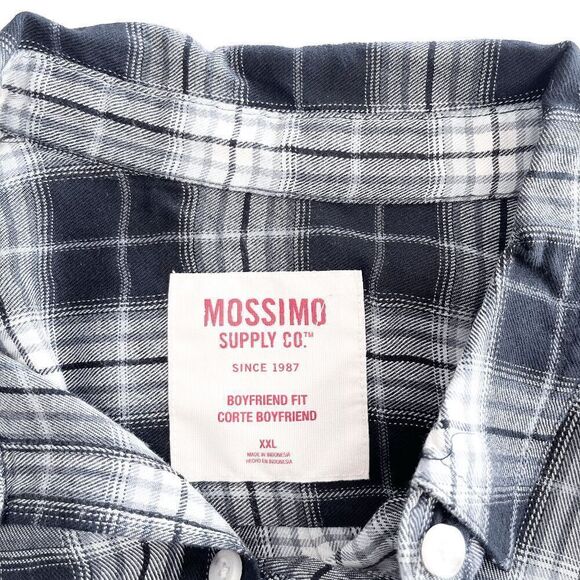 MOSSIMO
SUPPLY CO.™
SINCE 1987
BOYFRIEND FIT
CORTE BOYFRIEND
XXL
MADE IN INDONESIA
HECHO EN INDONESIA